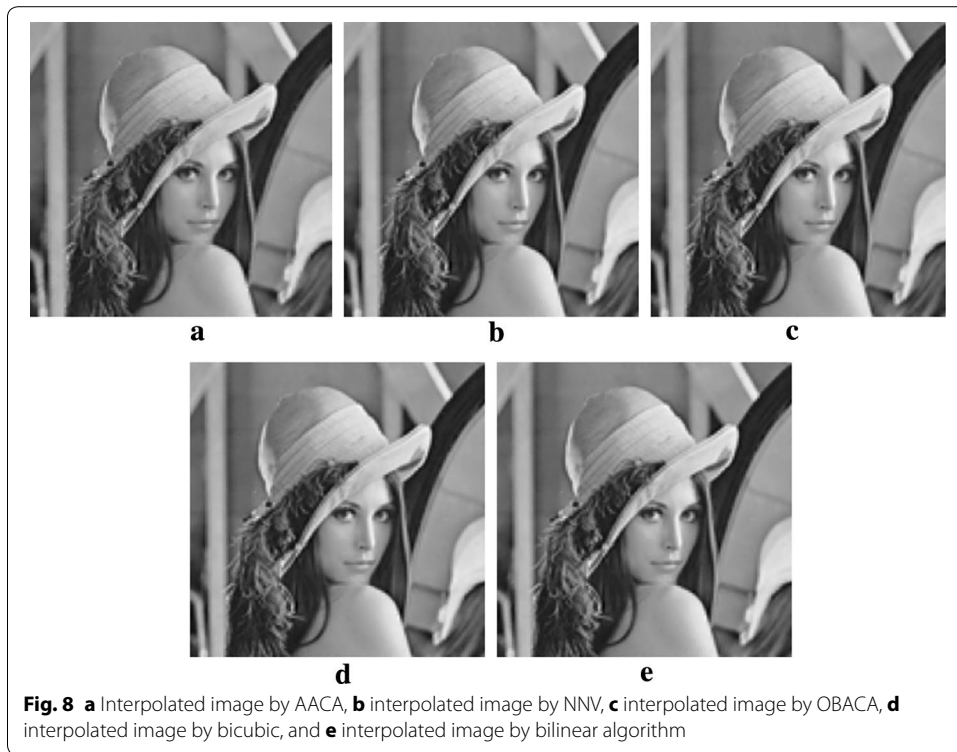 a
b
c
d
e
Fig. 8 a Interpolated image by AACA, b interpolated image by NNV, c interpolated image by OBACA, d
interpolated image by bicubic, and e interpolated image by bilinear algorithm